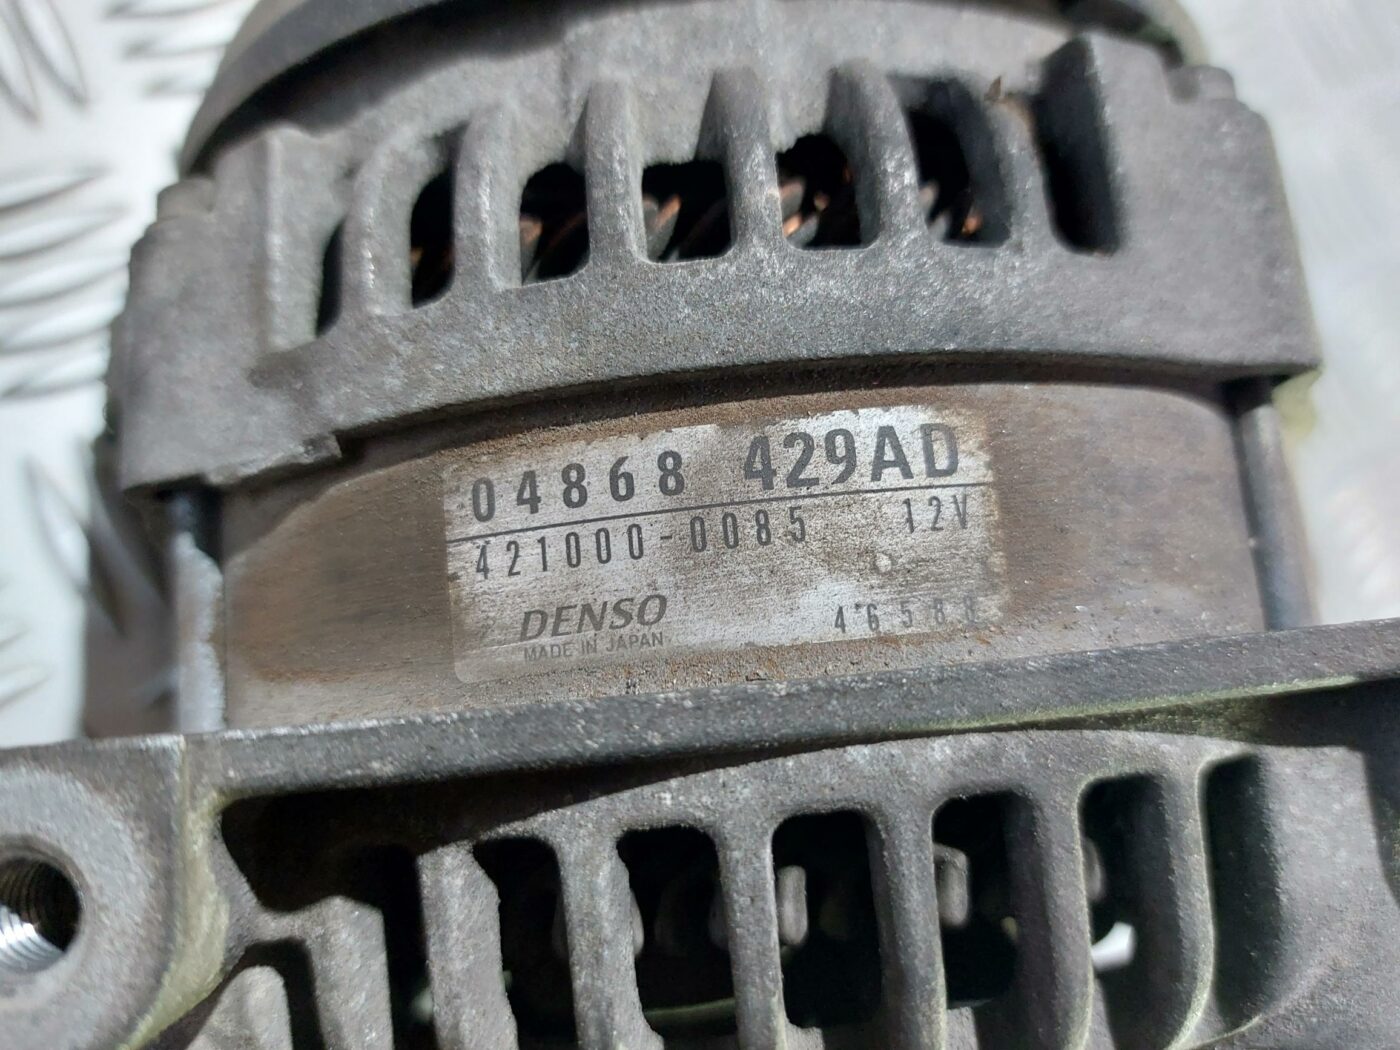 04868 429AD
421000-0085 12V
DENSO 46588
MADE IN JAPAN